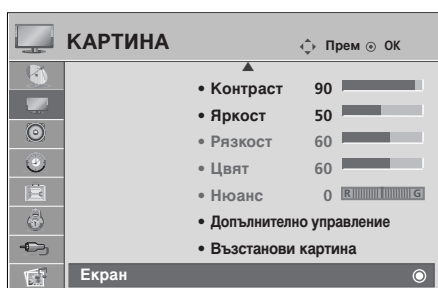 КАРТИНА Прем OK
• Контраст 90
• Яркост 50
• Рязкост 60
• Цвят 60
• Нюанс 0 R G
• Допълнително управление
• Възстанови картина
Екран